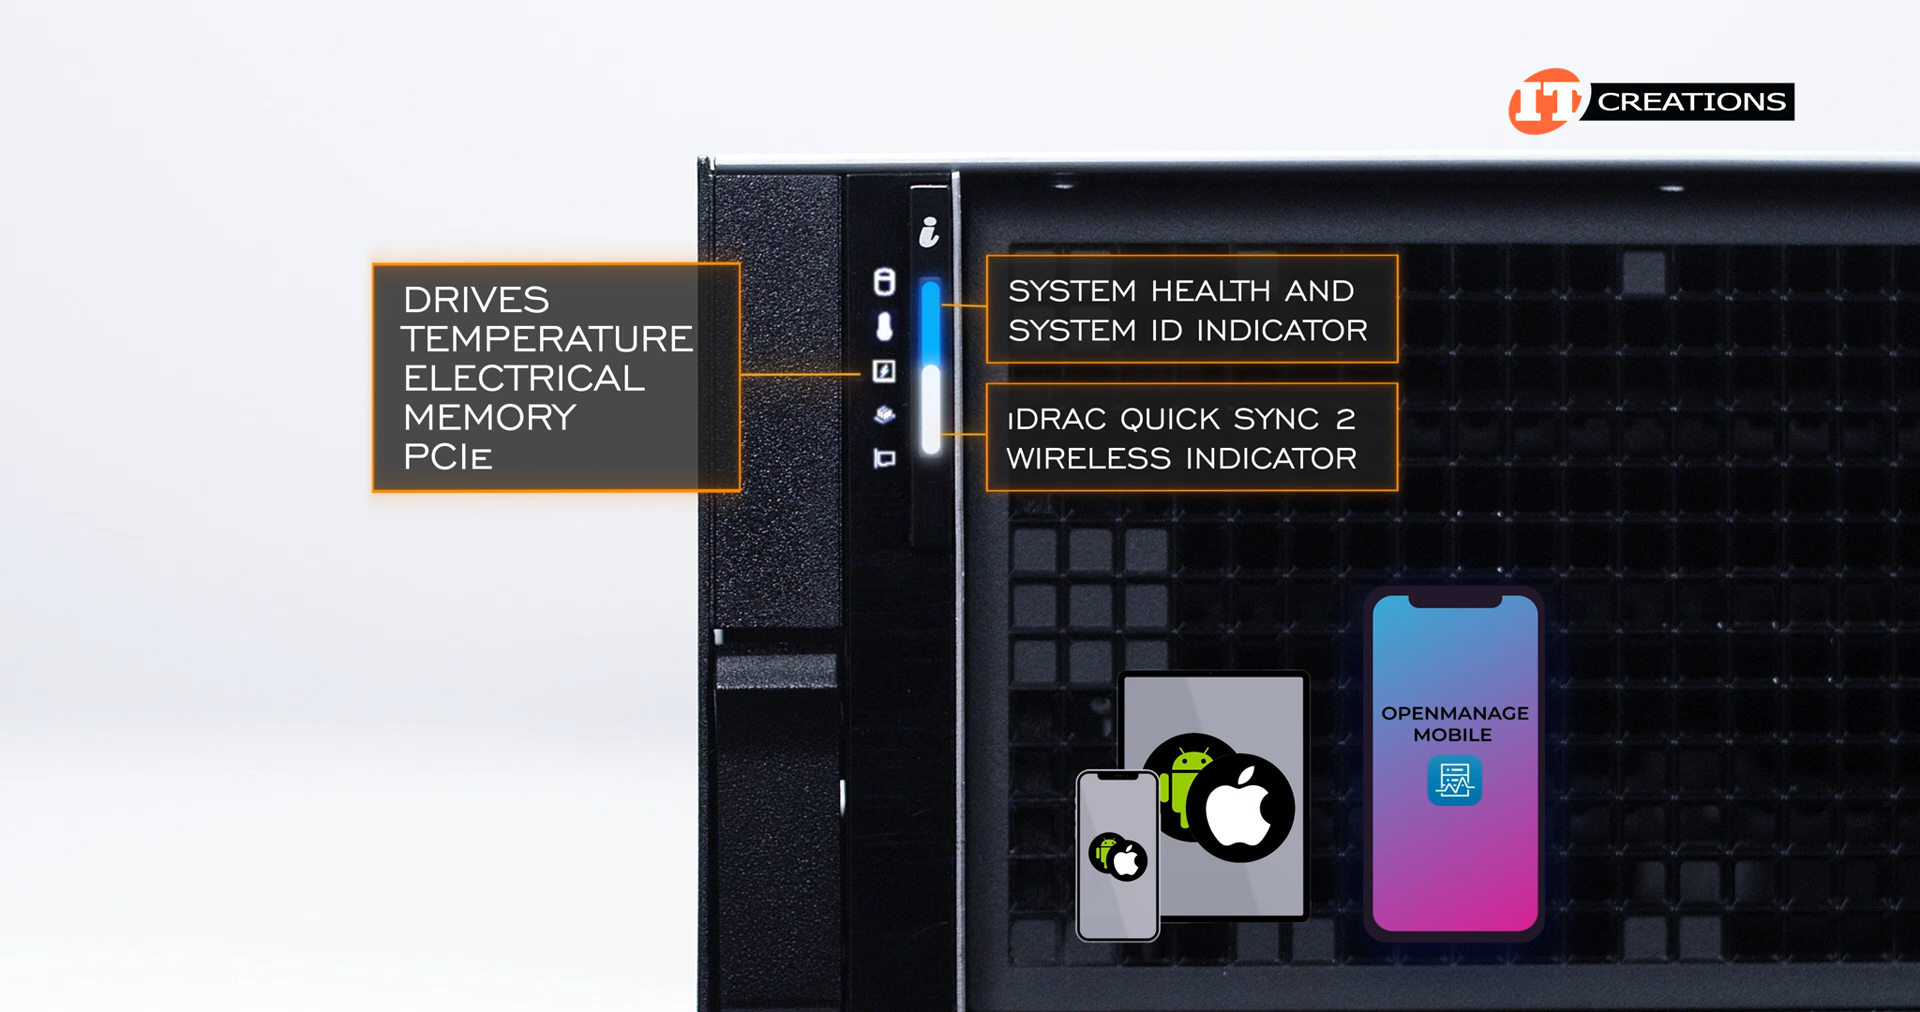 IT CREATIONS
DRIVES
TEMPERATURE
ELECTRICAL
MEMORY
PCIe
i
SYSTEM HEALTH AND
SYSTEM ID INDICATOR
iDRAC QUICK SYNC 2
WIRELESS INDICATOR
OPENMANAGE
MOBILE